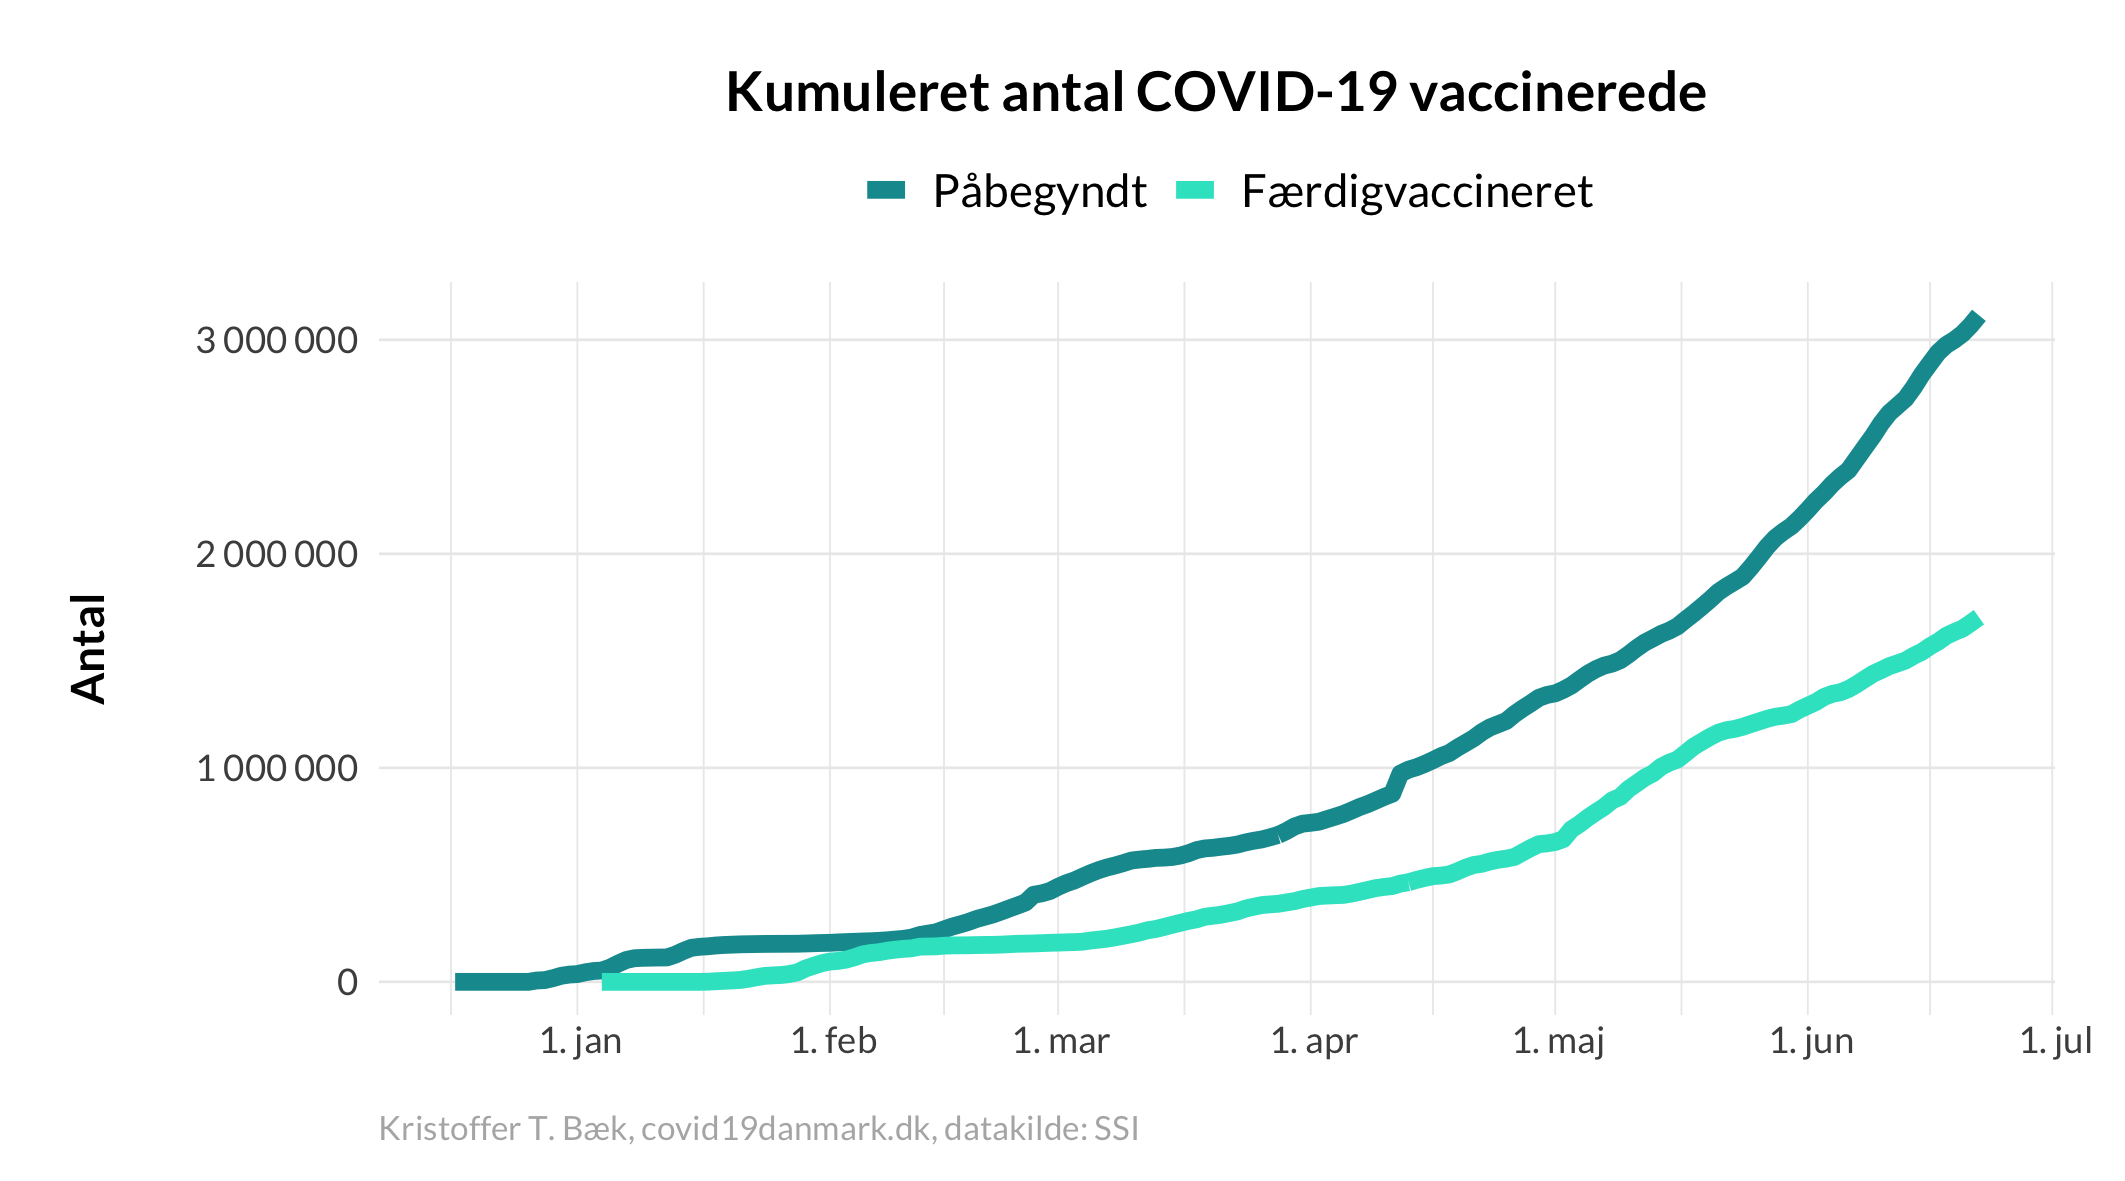 Kumuleret antal COVID-19 vaccinerede
Påbegyndt Færdigvaccineret
Antal
3 000 000
2 000 000
1 000 000
0
1. jan 1. feb 1. mar 1. apr 1. maj 1. jun 1. jul
Kristoffer T. Bæk, covid19danmark.dk, datakilde: SSI